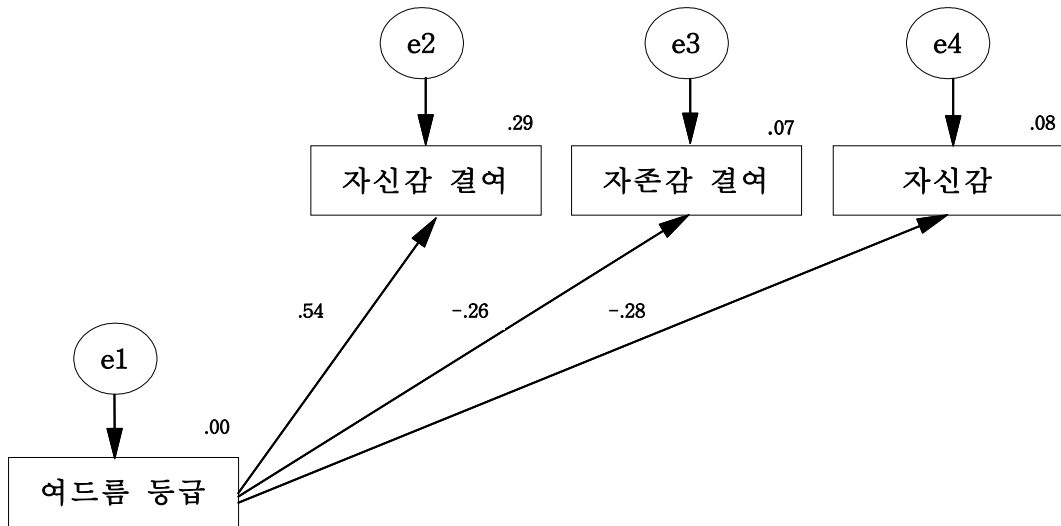 e2
e3
e4
.29
.07
.08
자신감 결여
자존감 결여
자신감
.54
-.26
-.28
e1
.00
여드름 등급